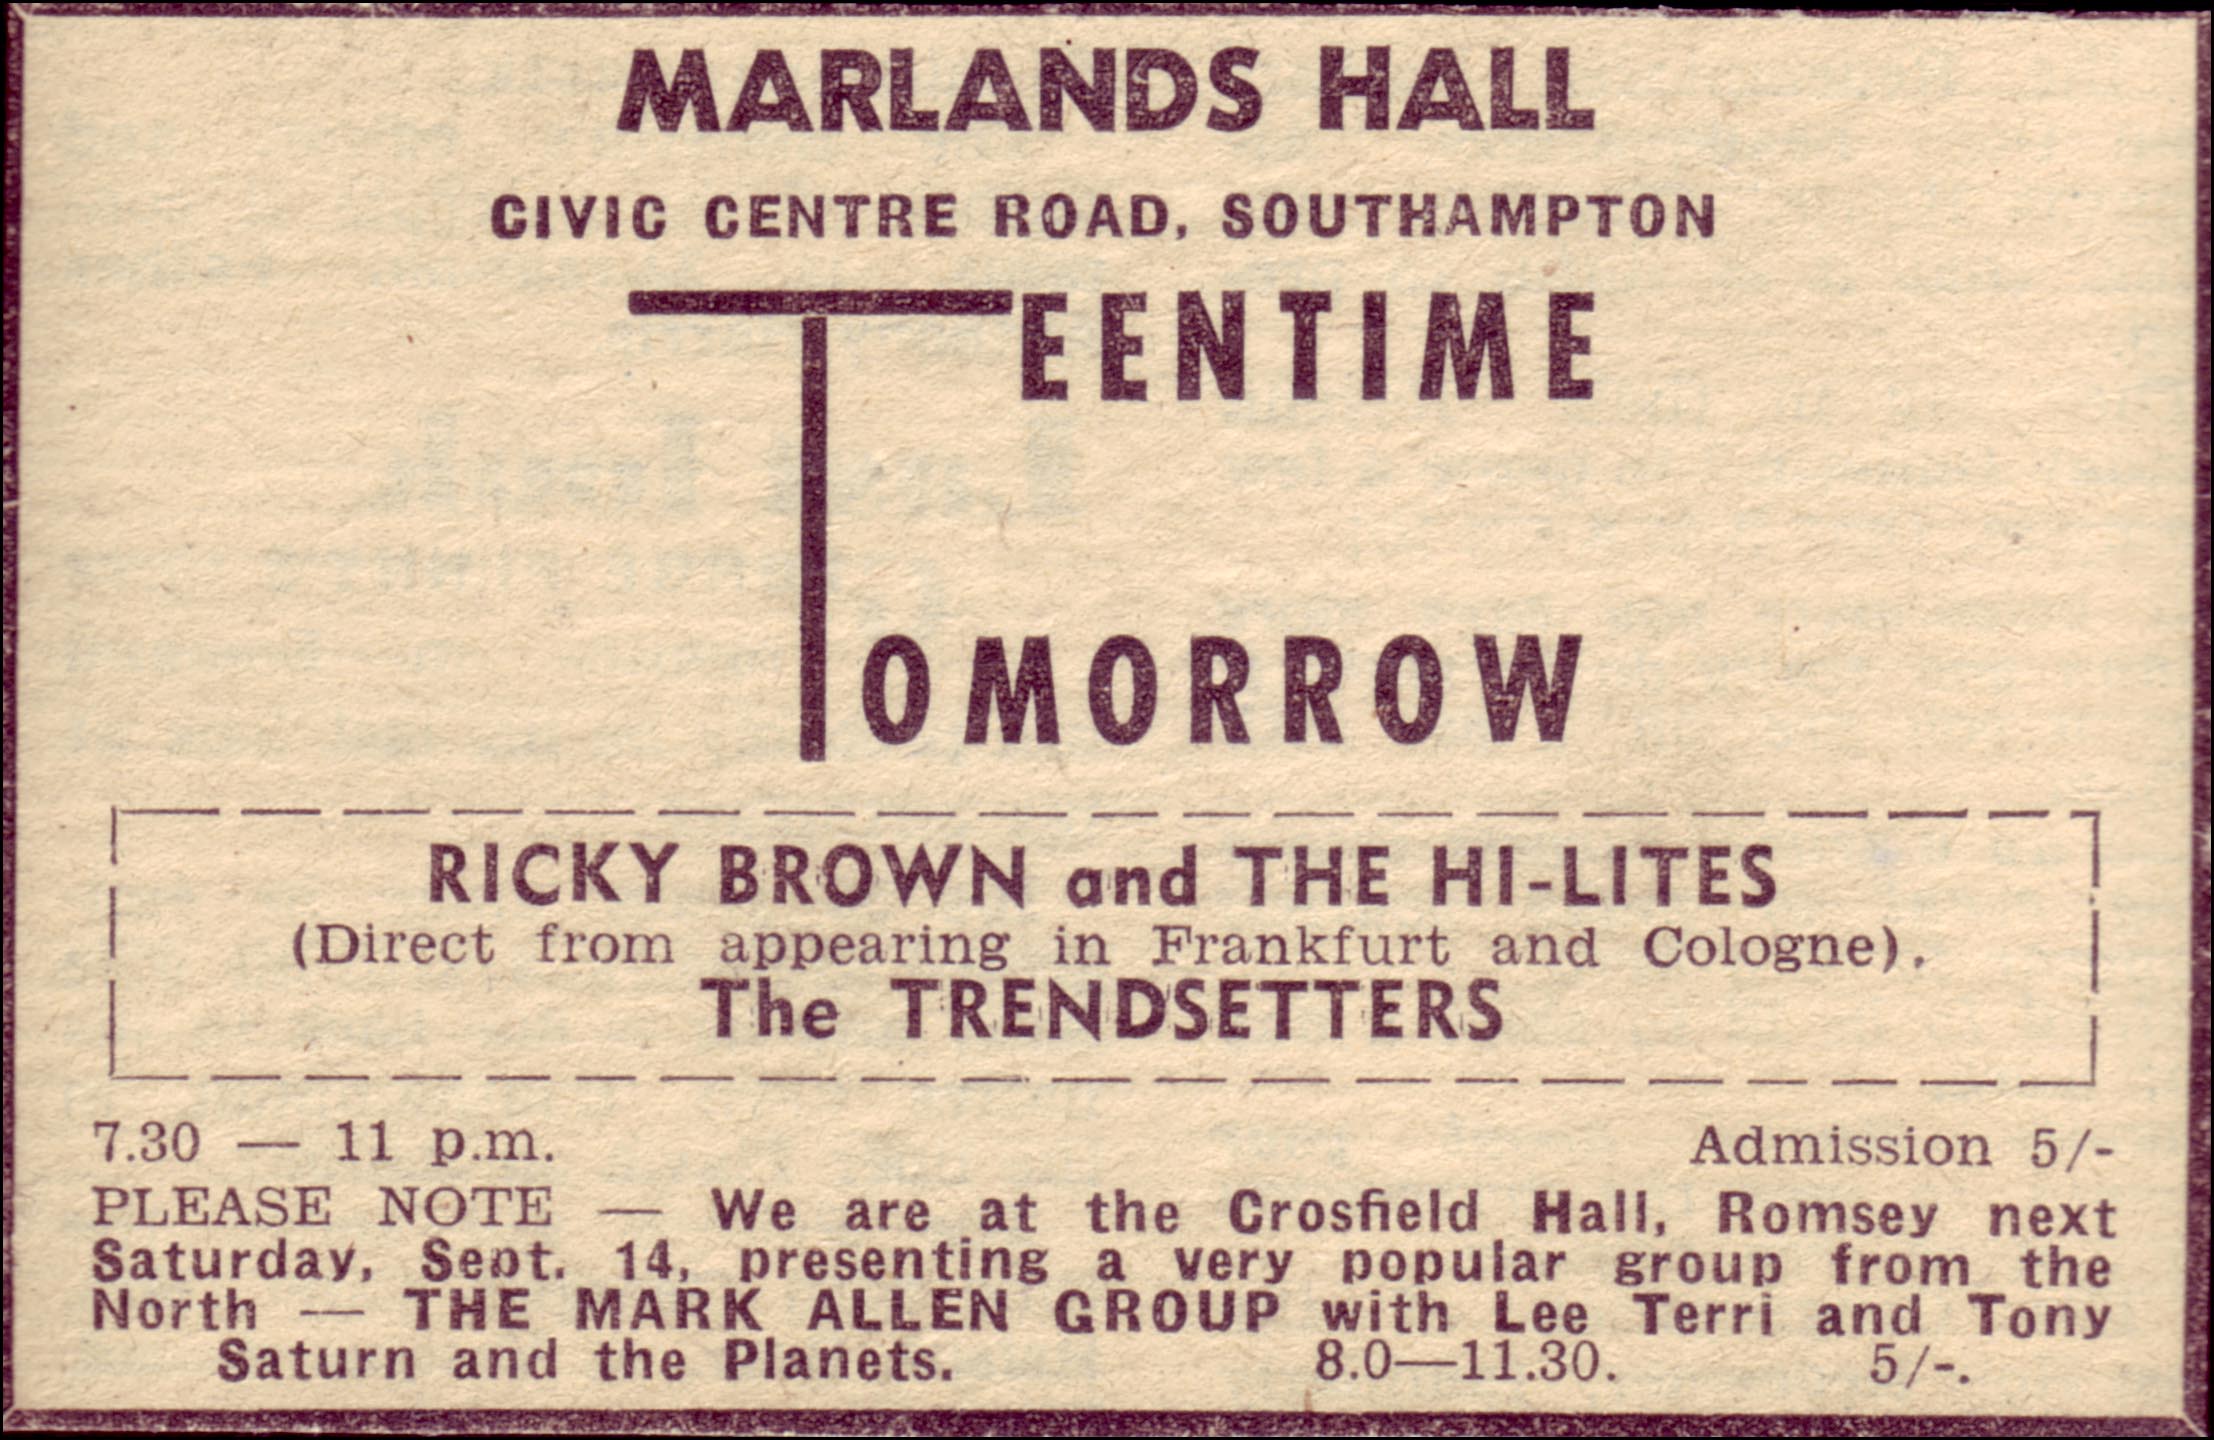 MARLANDS HALL
CIVIC CENTRE ROAD, SOUTHAMPTON
TEENTIME
TOMORROW
RICKY BROWN and THE HI-LITES
(Direct from appearing in Frankfurt and Cologne).
The TRENDSETTERS
7.30 — 11 p.m. Admission 5/-
PLEASE NOTE — We are at the Crosfield Hall, Romsey next
Saturday, Sept. 14, presenting a very popular group from the
North — THE MARK ALLEN GROUP with Lee Terri and Tony
Saturn and the Planets. 8.0—11.30. 5/-.